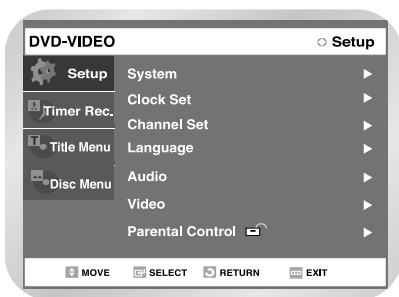 DVD-VIDEO Setup
Setup
Timer Rec.
Title Menu
Disc Menu
System
Clock Set
Channel Set
Language
Audio
Video
Parental Control
MOVE SELECT RETURN EXIT